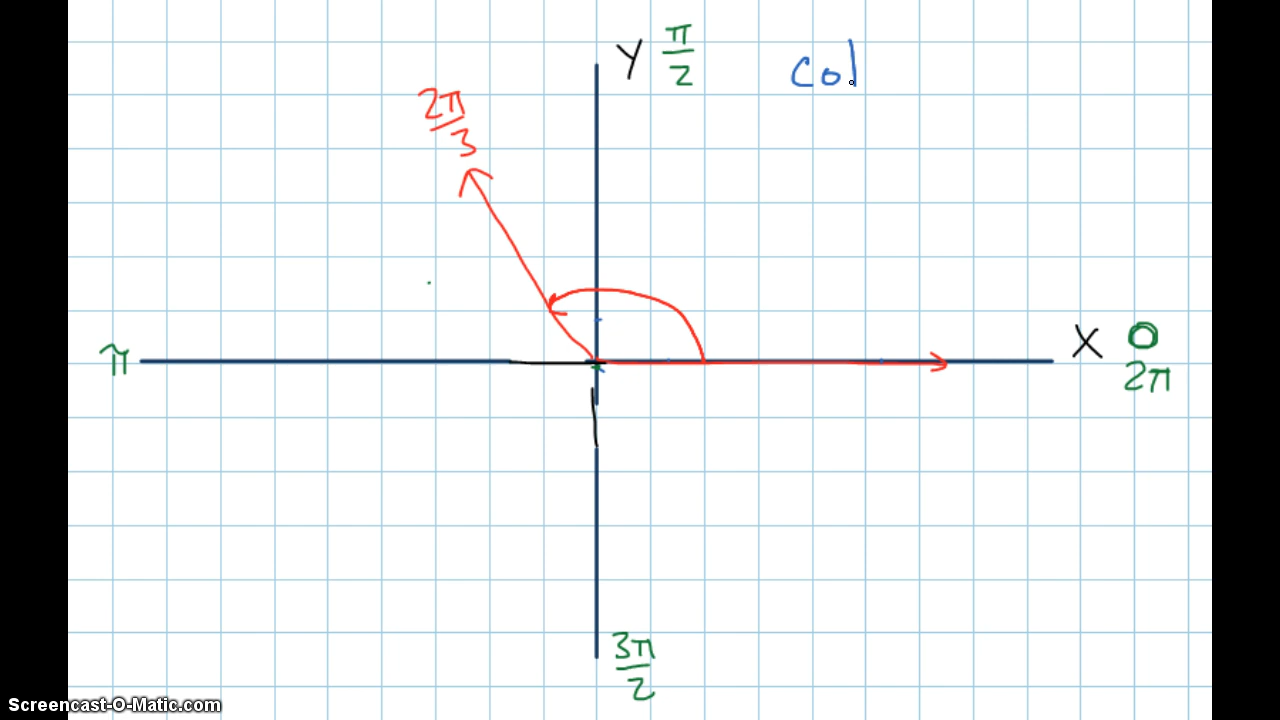 Y π/2
Col
2π/3
π
X 0
2π
3π/2
Screencast-O-Matic.com